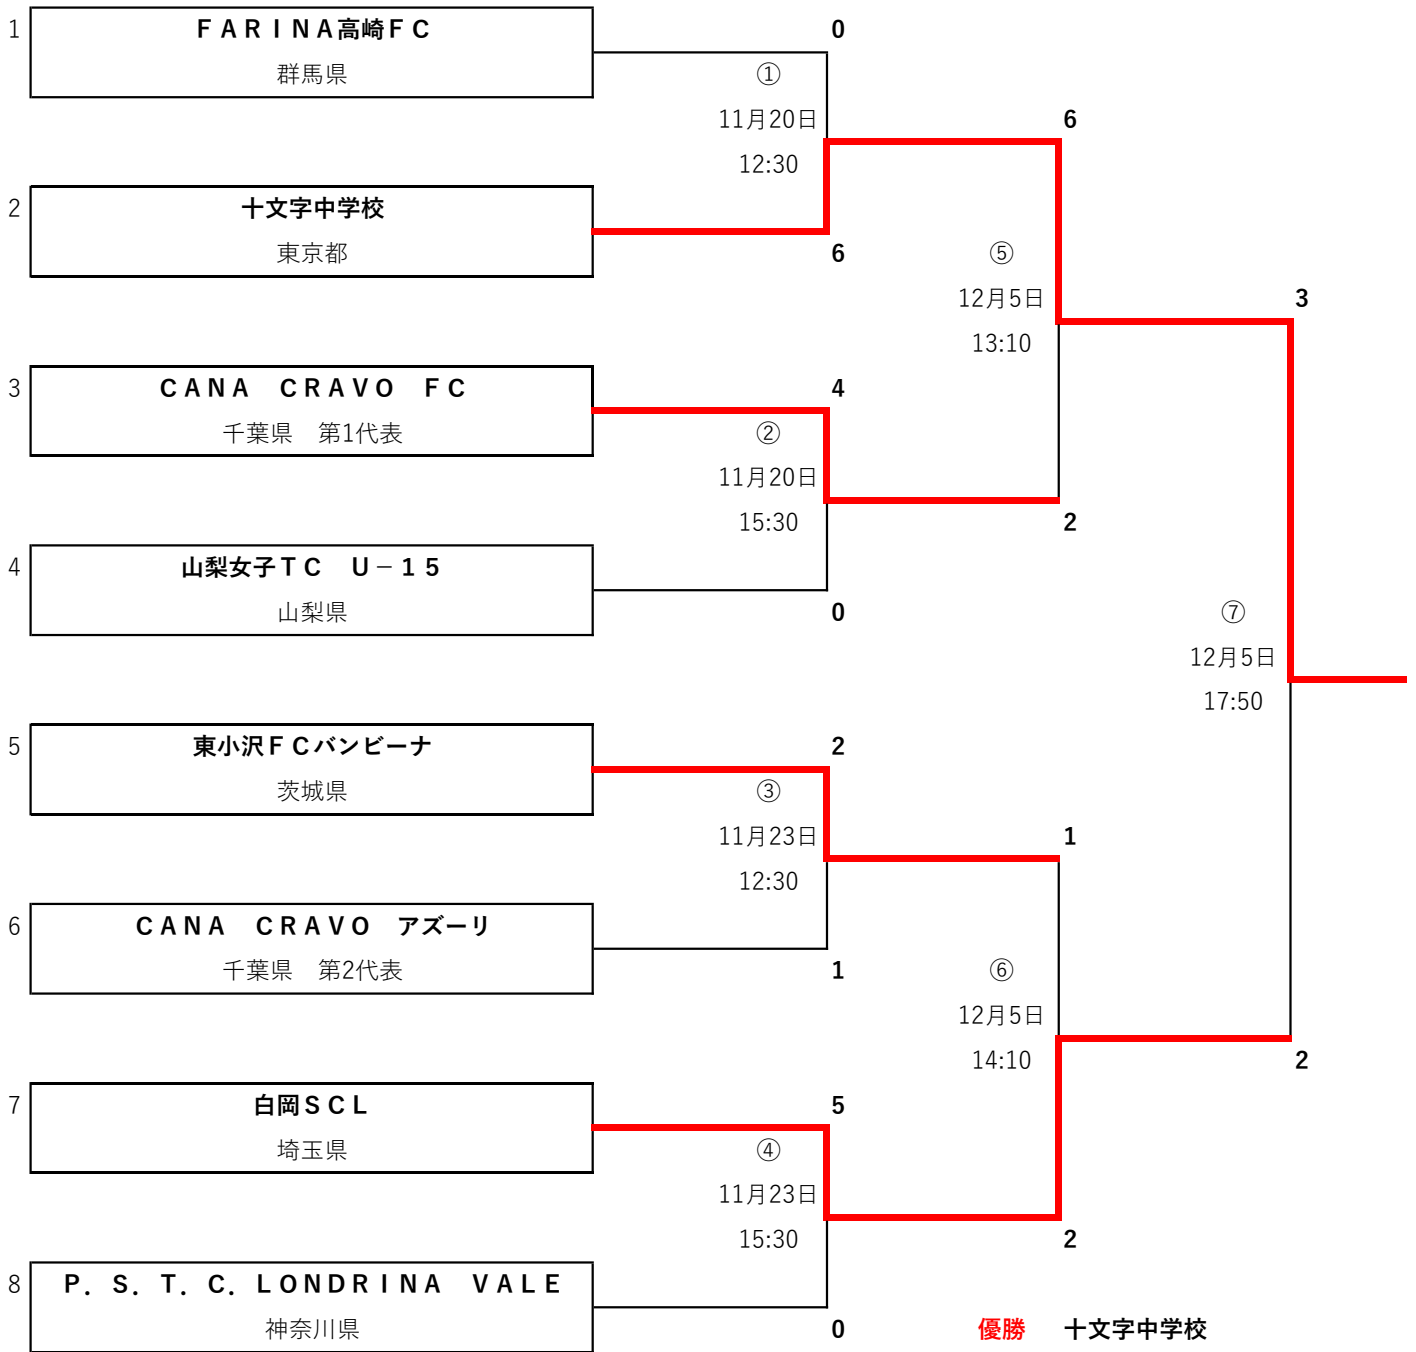 1
ＦＡＲＩＮＡ高崎ＦＣ
群馬県
0
①
11月20日
12:30
6
2
十文字中学校
東京都
6
⑤
12月5日
13:10
3
3
ＣＡＮＡ　ＣＲＡＶＯ　ＦＣ
千葉県　第1代表
4
②
11月20日
15:30
2
4
山梨女子ＴＣ　Ｕ－１５
山梨県
0
⑦
12月5日
17:50
5
東小沢ＦＣバンビーナ
茨城県
2
③
11月23日
12:30
1
6
ＣＡＮＡ　ＣＲＡＶＯ　アズーリ
千葉県　第2代表
1
⑥
12月5日
14:10
2
7
白岡ＳＣＬ
埼玉県
5
④
11月23日
15:30
2
8
Ｐ．Ｓ．Ｔ．Ｃ．ＬＯＮＤＲＩＮＡ　ＶＡＬＥ
神奈川県
0
優勝　十文字中学校